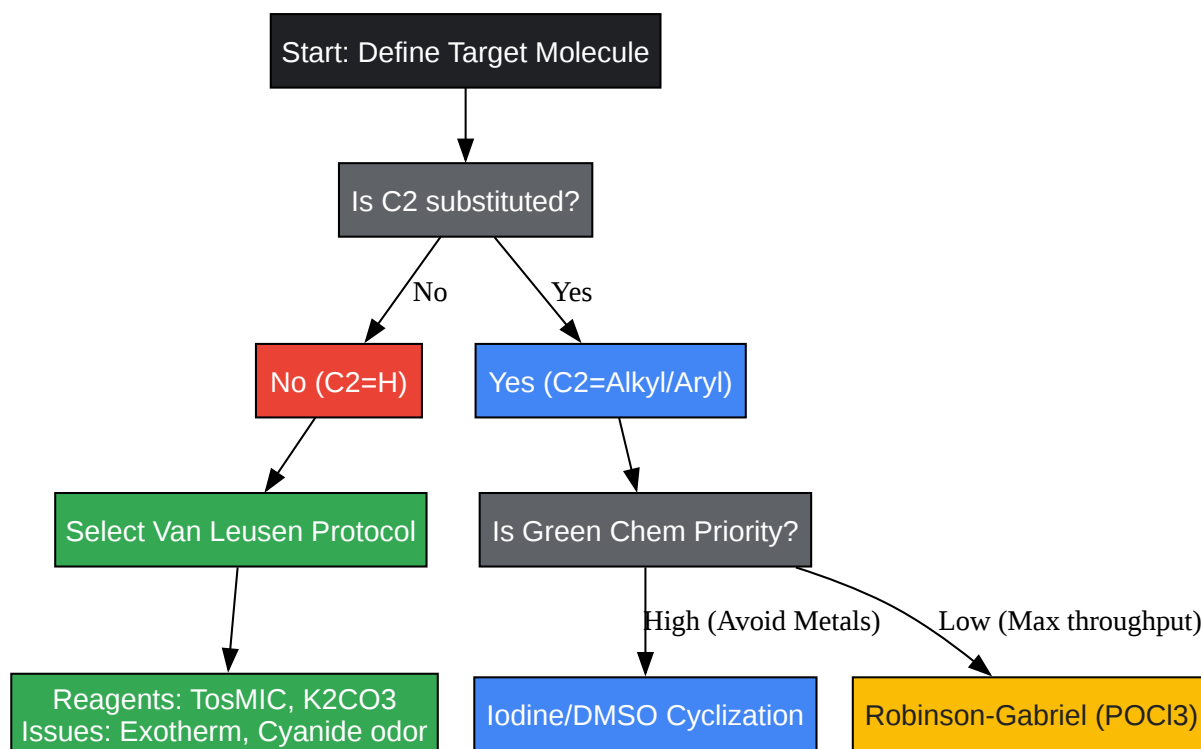 Start: Define Target Molecule
Is C2 substituted?
No
Yes
No (C2=H)
Yes (C2=Alkyl/Aryl)
Select Van Leusen Protocol
Is Green Chem Priority?
High (Avoid Metals)
Low (Max throughput)
Reagents: TosMIC, K2CO3
Issues: Exotherm, Cyanide odor
Iodine/DMSO Cyclization
Robinson-Gabriel (POCl3)